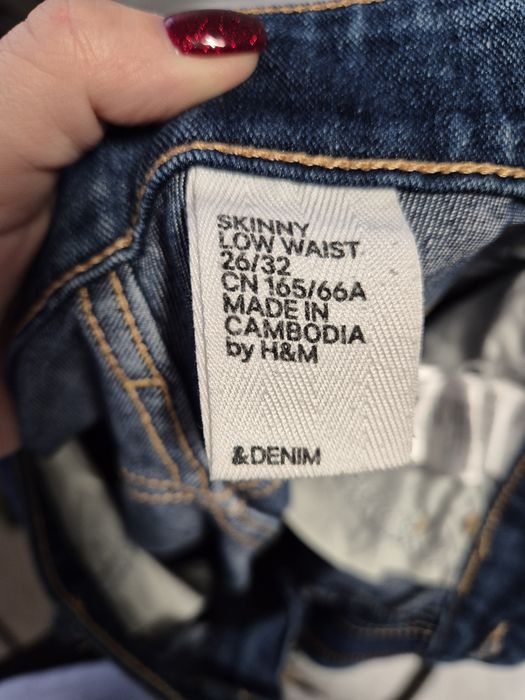 SKINNY
LOW WAIST
26/32
CN 165/66A
MADE IN
CAMBODIA
by H&M
&DENIM